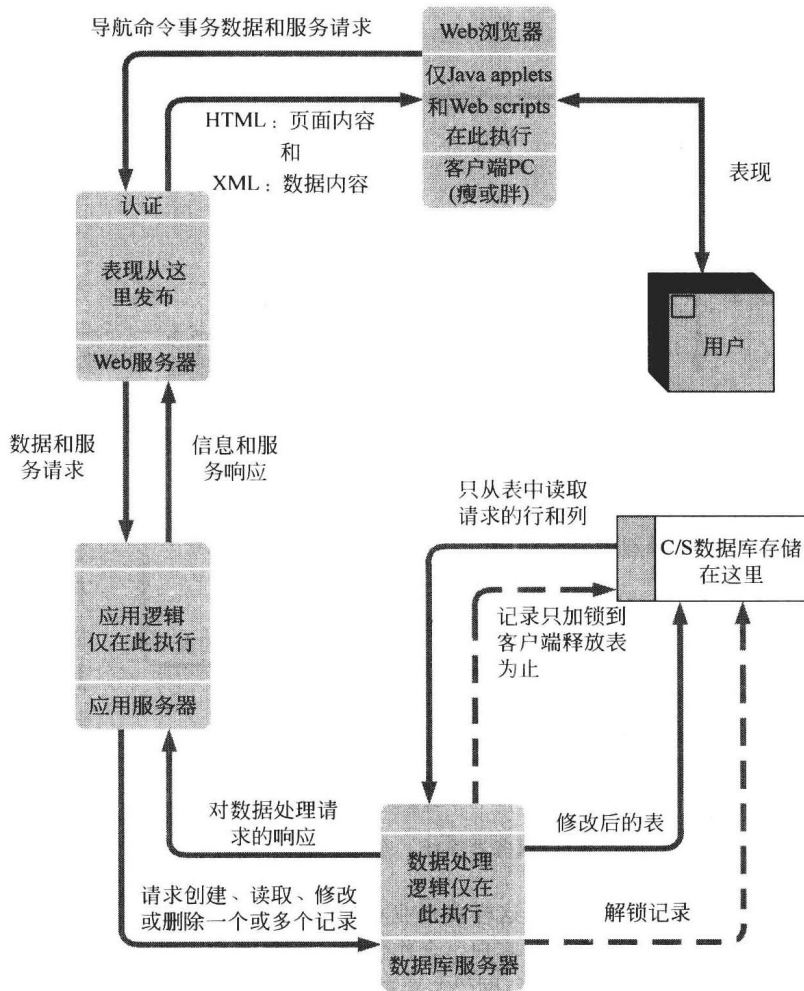 导航命令事务数据和服务请求
Web浏览器
仅Java applets
和Web scripts
在此执行
客户端PC
(瘦或胖)
HTML：页面内容
和
XML：数据内容
表现
用户
认证
表现从这
里发布
Web服务器
数据和服
务请求
信息和服
务响应
只从表中读取
请求的行和列
C/S数据库存储
在这里
记录只加锁到
客户端释放表
为止
应用逻辑
仅在此执行
应用服务器
对数据处理请
求的响应
修改后的表
数据处理
逻辑仅在
此执行
数据库服务器
请求创建、读取、修改
或删除一个或多个记录
解锁记录